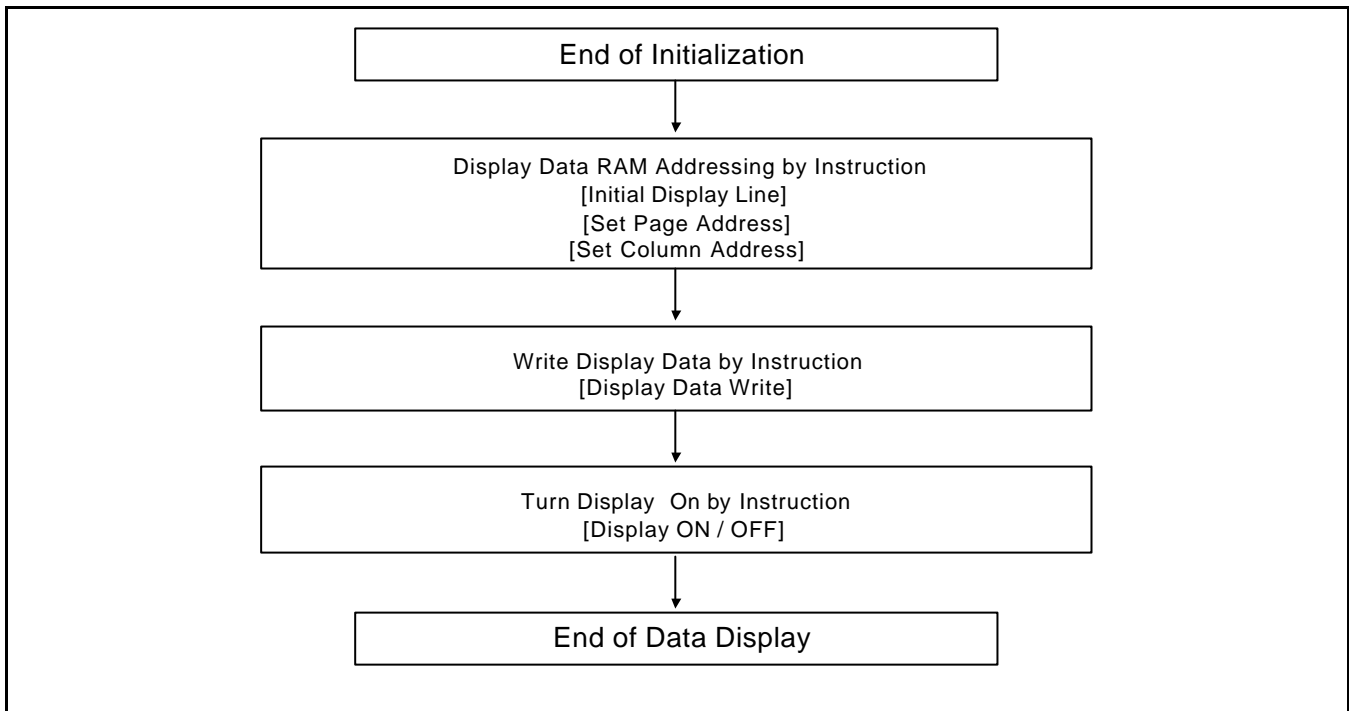 End of Initialization
Display Data RAM Addressing by Instruction
[Initial Display Line]
[Set Page Address]
[Set Column Address]
Write Display Data by Instruction
[Display Data Write]
Turn Display On by Instruction
[Display ON / OFF]
End of Data Display